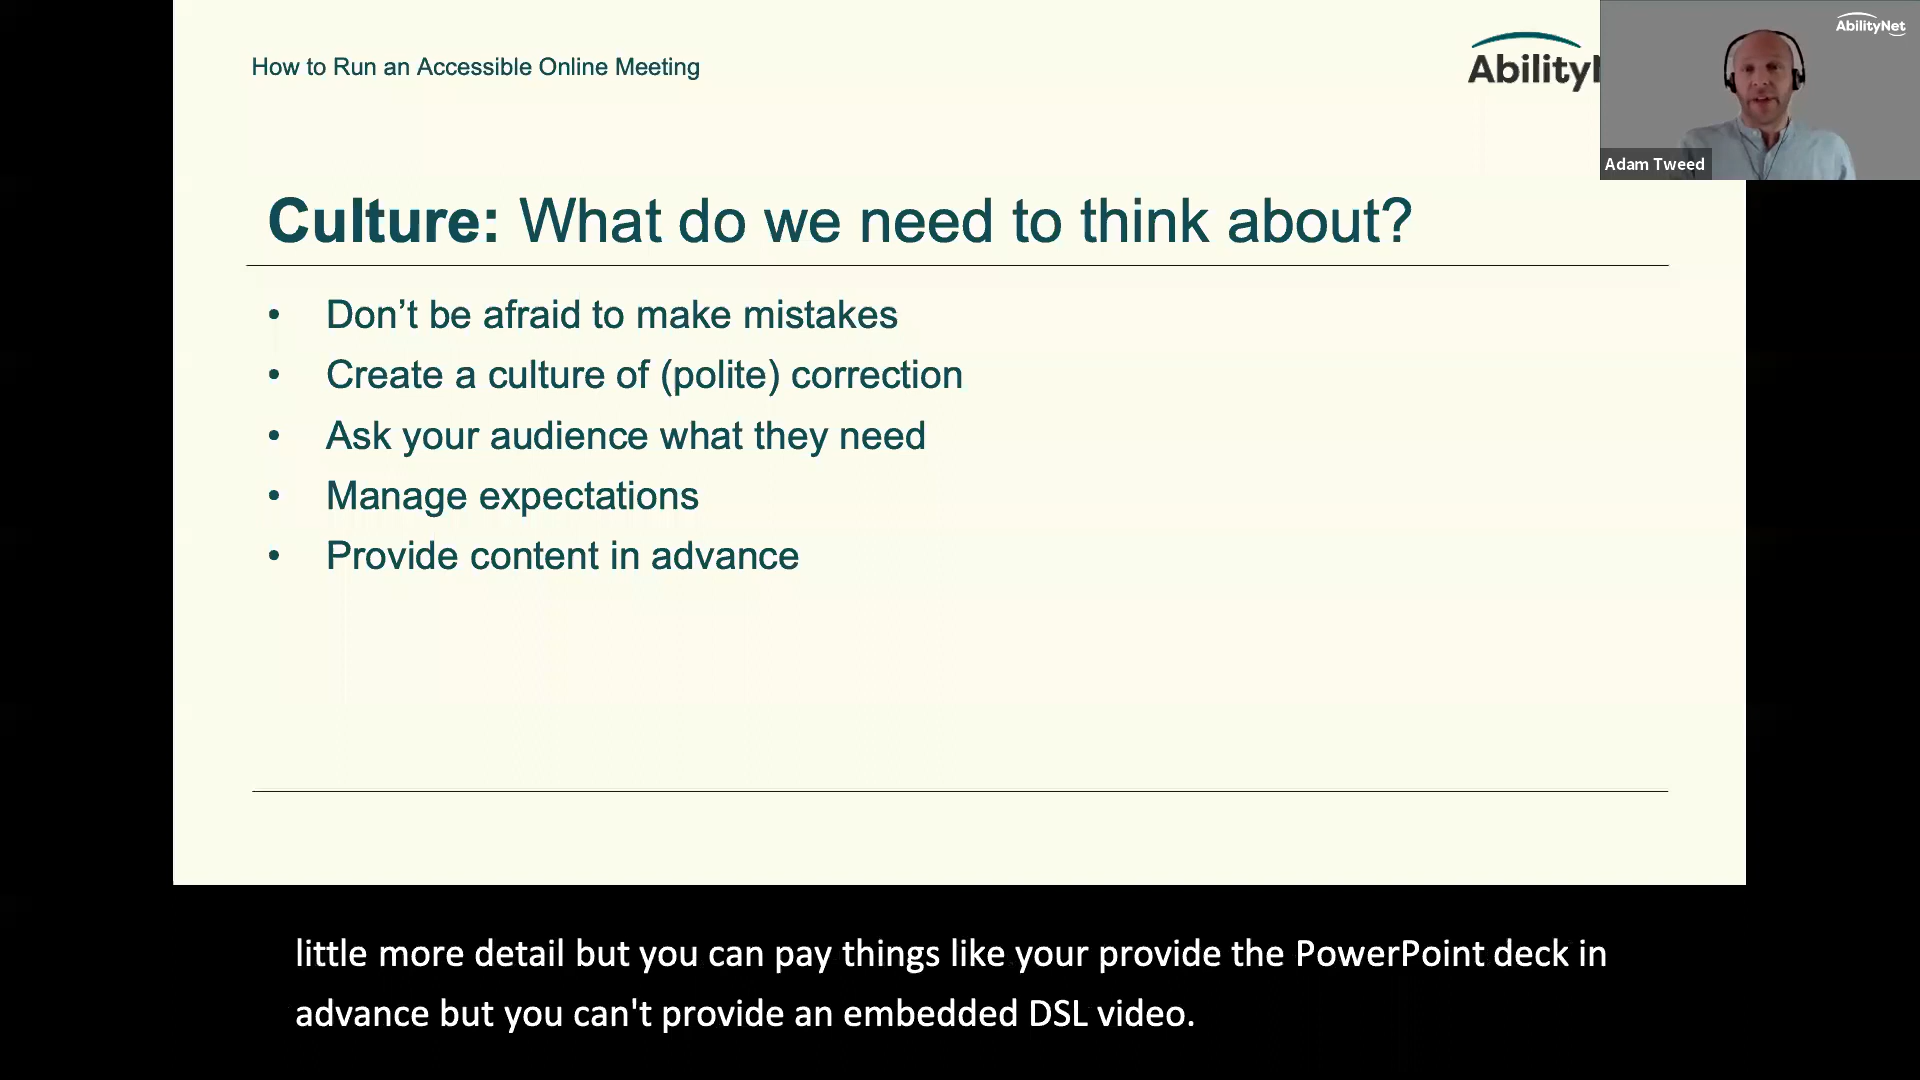 How to Run an Accessible Online Meeting
Ability
AbilityNet
Adam Tweed
Culture: What do we need to think about?
• Don’t be afraid to make mistakes
• Create a culture of (polite) correction
• Ask your audience what they need
• Manage expectations
• Provide content in advance
little more detail but you can pay things like your provide the PowerPoint deck in
advance but you can't provide an embedded DSL video.